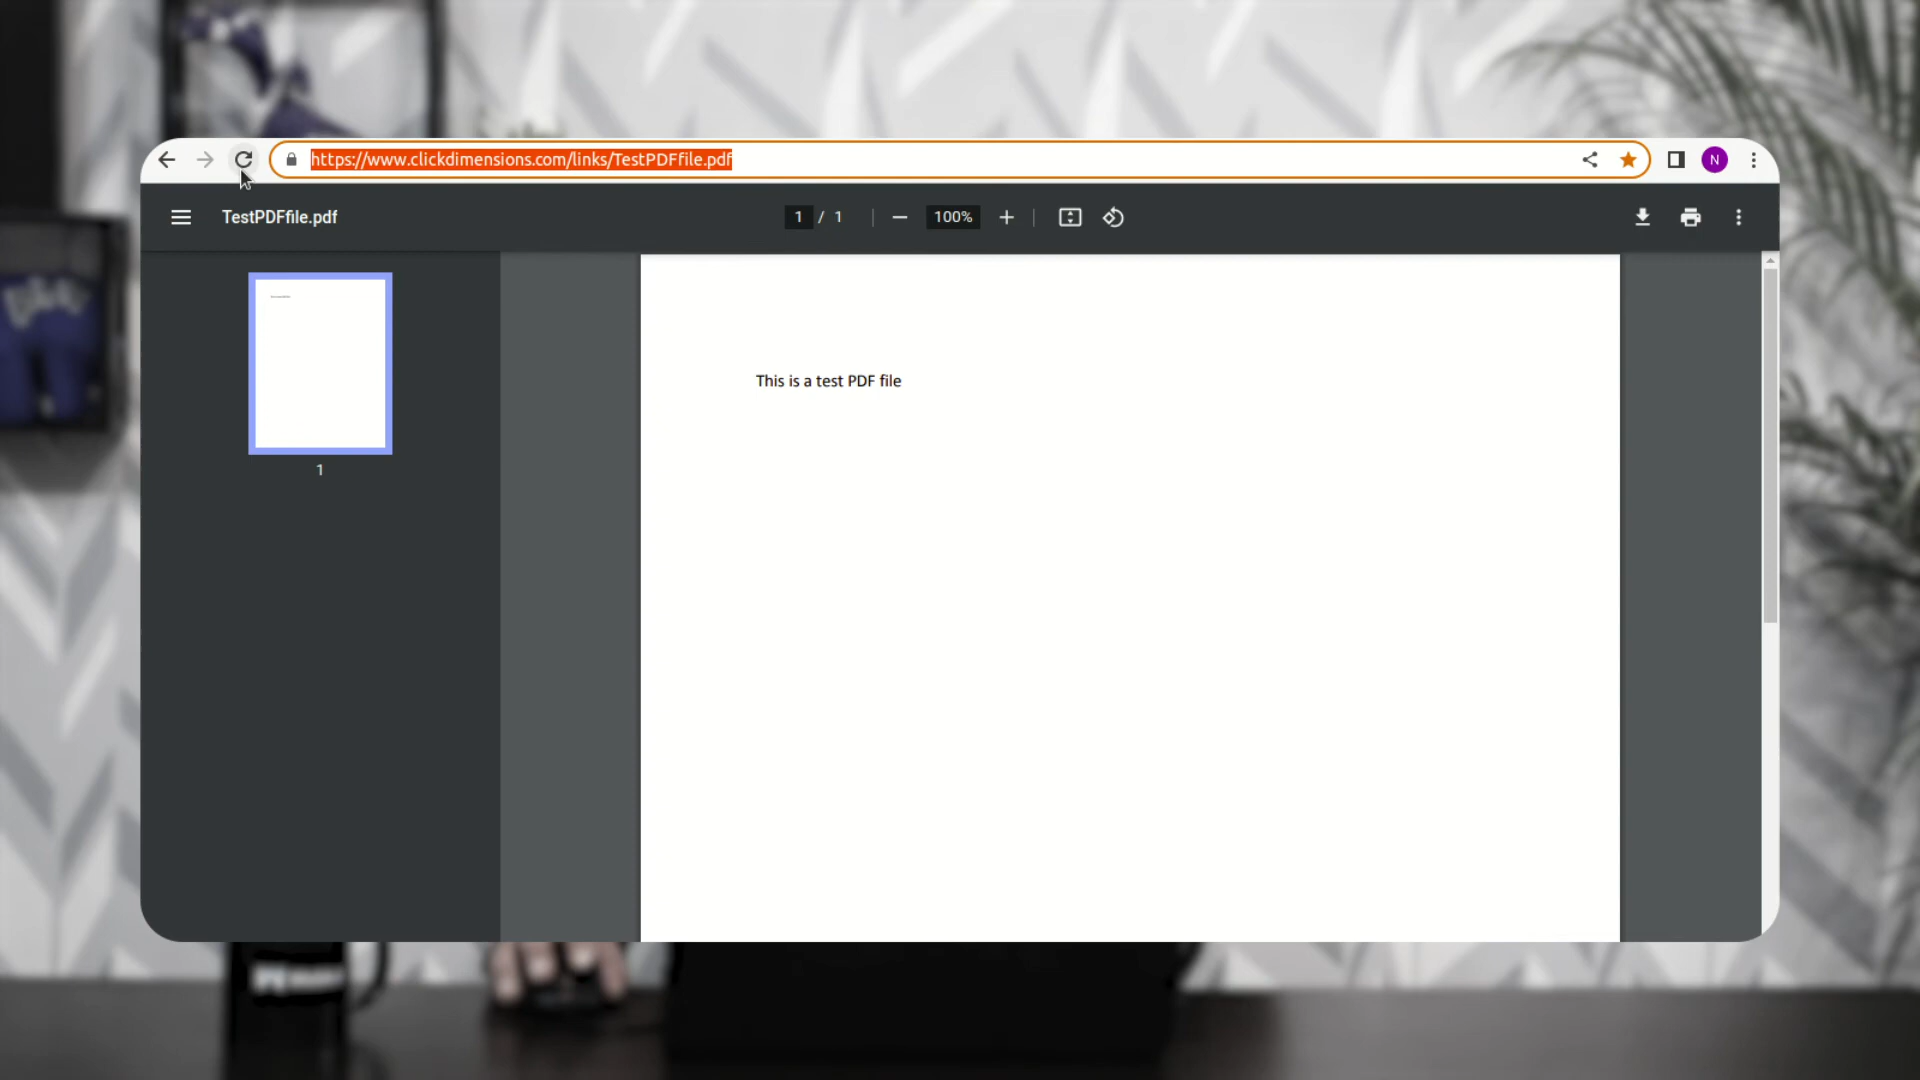 https://www.clickdimensions.com/links/TestPDFfile.pdf
N
TestPDFfile.pdf
1 / 1
100%
This is a test PDF file
1